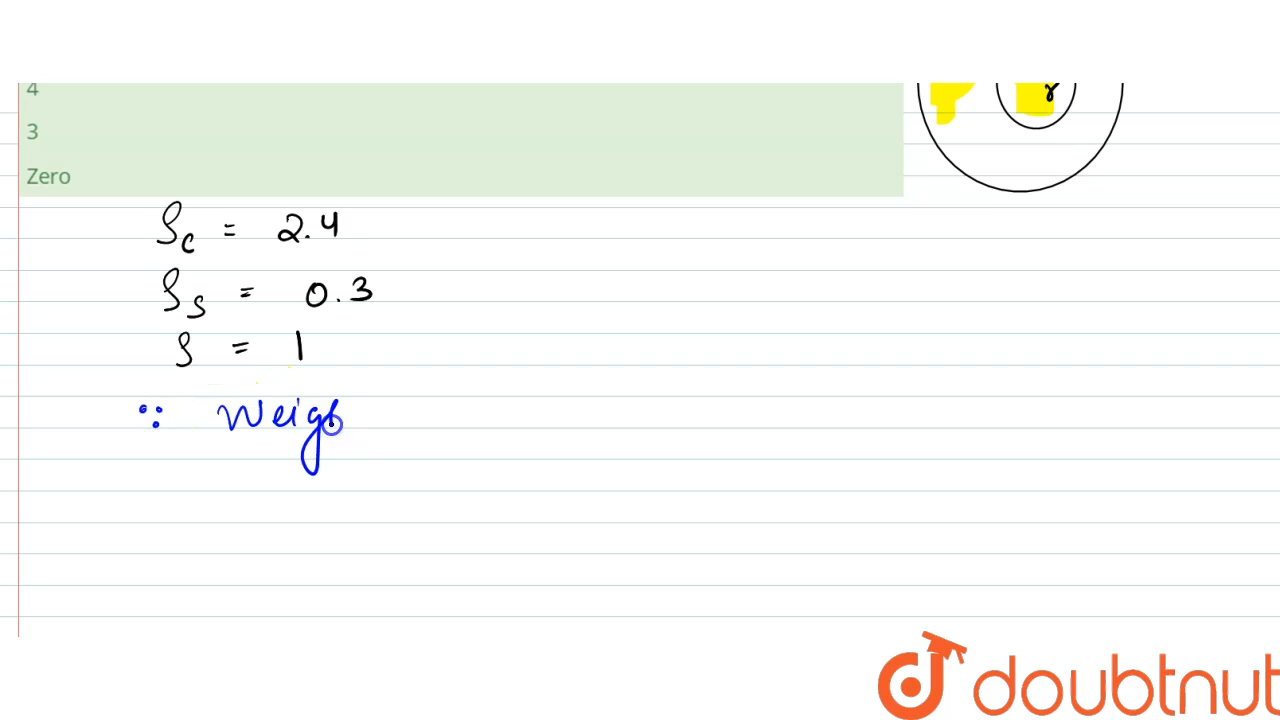 4
3
Zero
r
ρc = 2.4
ρs = 0.3
ρ = 1
∵ Weig
doubtnut